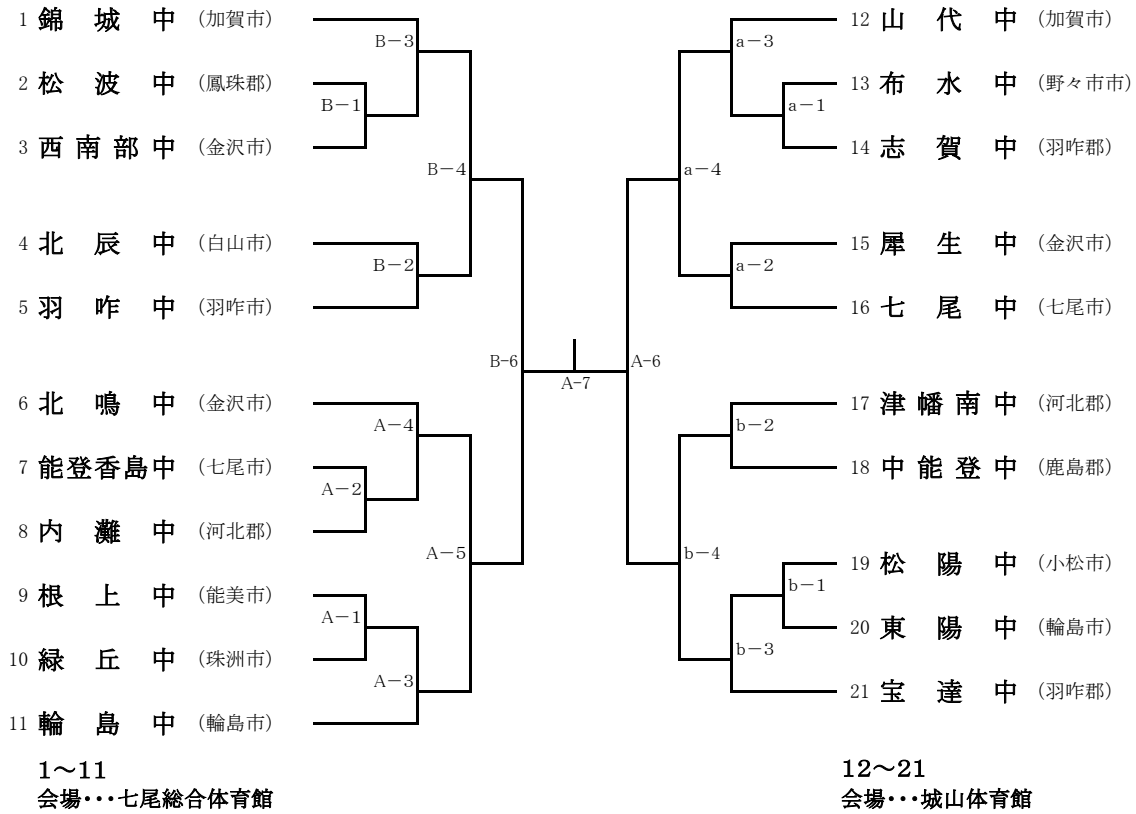 1 錦城中 (加賀市)
B－3
2 松波中 (鳳珠郡)
B－1
3 西南部中 (金沢市)
B－4
4 北辰中 (白山市)
B－2
5 羽咋中 (羽咋市)
B-6
6 北鳴中 (金沢市)
A－4
7 能登香島中 (七尾市)
A－2
8 内灘中 (河北郡)
A－5
9 根上中 (能美市)
A－1
10 緑丘中 (珠洲市)
A－3
11 輪島中 (輪島市)
1～11
会場・・・七尾総合体育館
A-7
12 山代中 (加賀市)
a－3
13 布水中 (野々市市)
a－1
14 志賀中 (羽咋郡)
a－4
15 犀生中 (金沢市)
a－2
16 七尾中 (七尾市)
A-6
17 津幡南中 (河北郡)
b－2
18 中能登中 (鹿島郡)
b－4
19 松陽中 (小松市)
b－1
20 東陽中 (輪島市)
b－3
21 宝達中 (羽咋郡)
12～21
会場・・・城山体育館